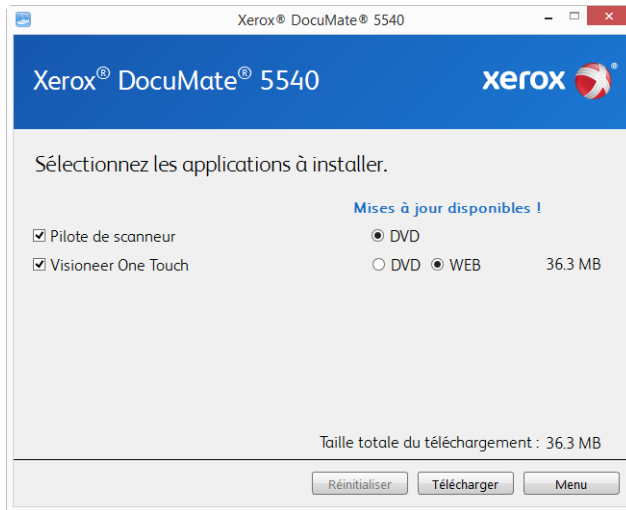 Xerox® DocuMate® 5540
Xerox® DocuMate® 5540
xerox ®
Sélectionnez les applications à installer.
Mises à jour disponibles !
Pilote de scanneur DVD
Visioneer One Touch DVD WEB 36.3 MB
Taille totale du téléchargement : 36.3 MB
Réinitialiser Télécharger Menu